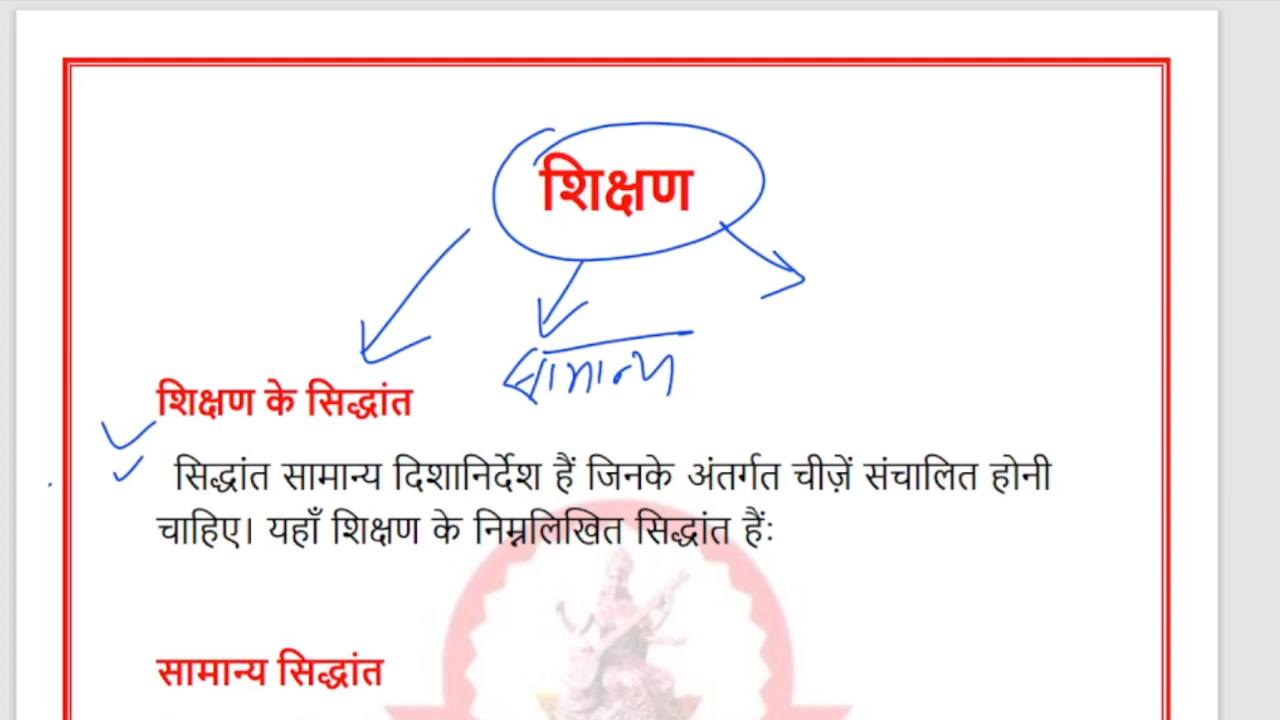 शिक्षण
सामान्य
शिक्षण के सिद्धांत
सिद्धांत सामान्य दिशानिर्देश हैं जिनके अंतर्गत चीज़ें संचालित होनी
चाहिए। यहाँ शिक्षण के निम्नलिखित सिद्धांत हैं:
सामान्य सिद्धांत